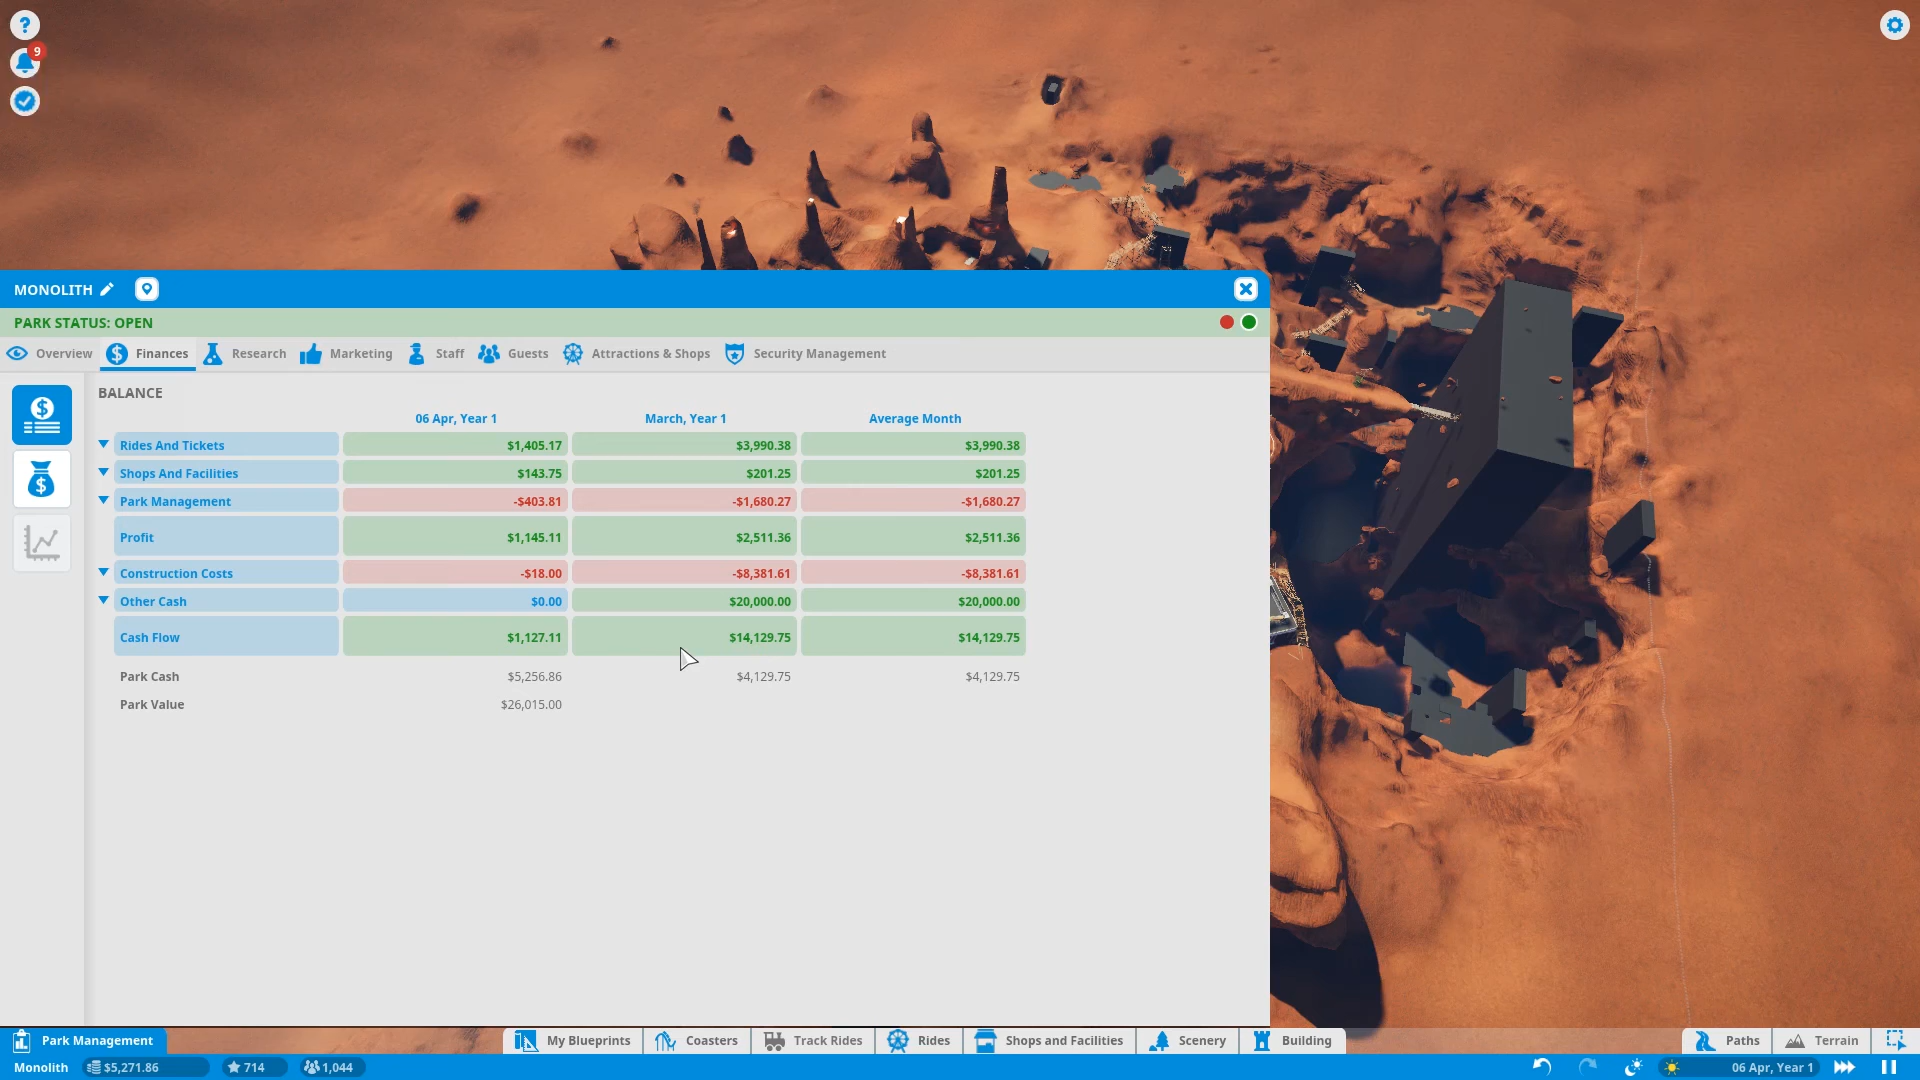 ?
9
MONOLITH
PARK STATUS: OPEN
Overview Finances Research Marketing Staff Guests Attractions & Shops Security Management
BALANCE
06 Apr, Year 1 March, Year 1 Average Month
Rides And Tickets $1,405.17 $3,990.38 $3,990.38
Shops And Facilities $143.75 $201.25 $201.25
Park Management -$403.81 -$1,680.27 -$1,680.27
Profit $1,145.11 $2,511.36 $2,511.36
Construction Costs -$18.00 -$8,381.61 -$8,381.61
Other Cash $0.00 $20,000.00 $20,000.00
Cash Flow $1,127.11 $14,129.75 $14,129.75
Park Cash $5,256.86 $4,129.75 $4,129.75
Park Value $26,015.00
Park Management My Blueprints Coasters Track Rides Rides Shops and Facilities Scenery Building Paths Terrain
Monolith $5,271.86 714 1,044 06 Apr, Year 1